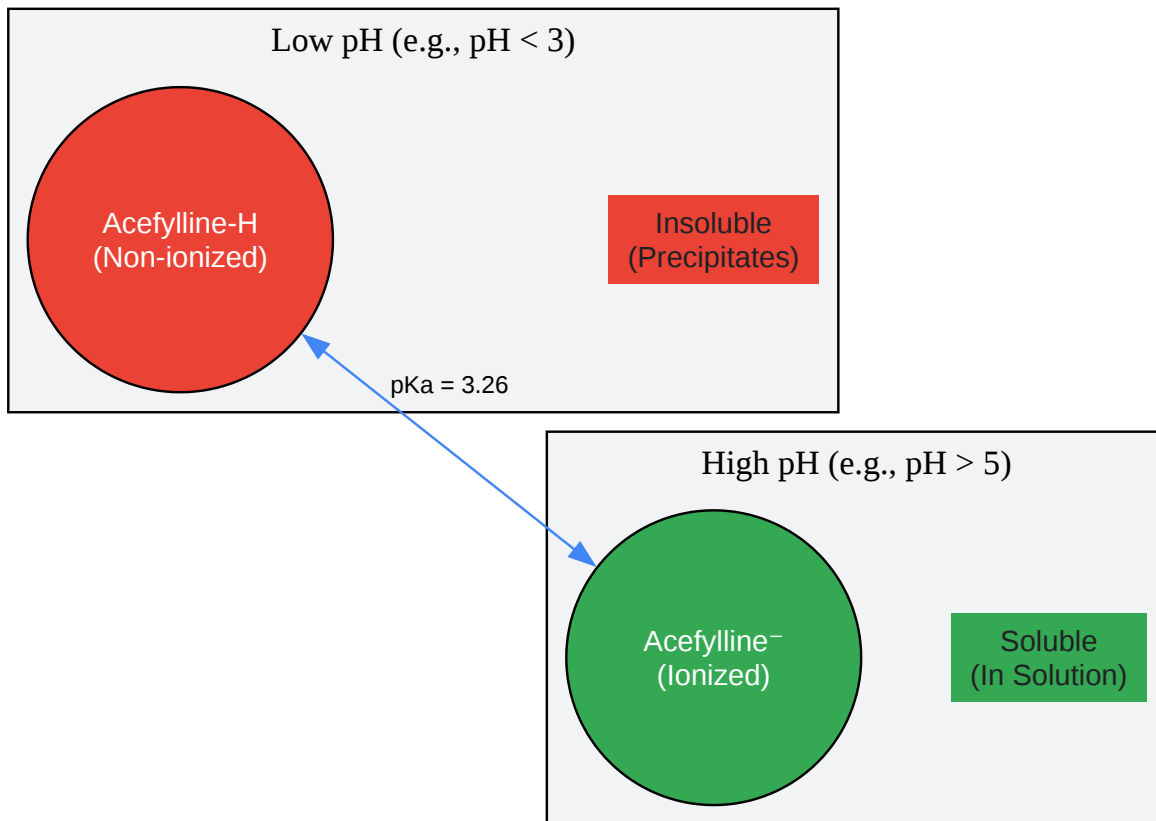 Low pH (e.g., pH < 3)
Acefylline-H
(Non-ionized)
Insoluble
(Precipitates)
pKa = 3.26
High pH (e.g., pH > 5)
Acefylline⁻
(Ionized)
Soluble
(In Solution)